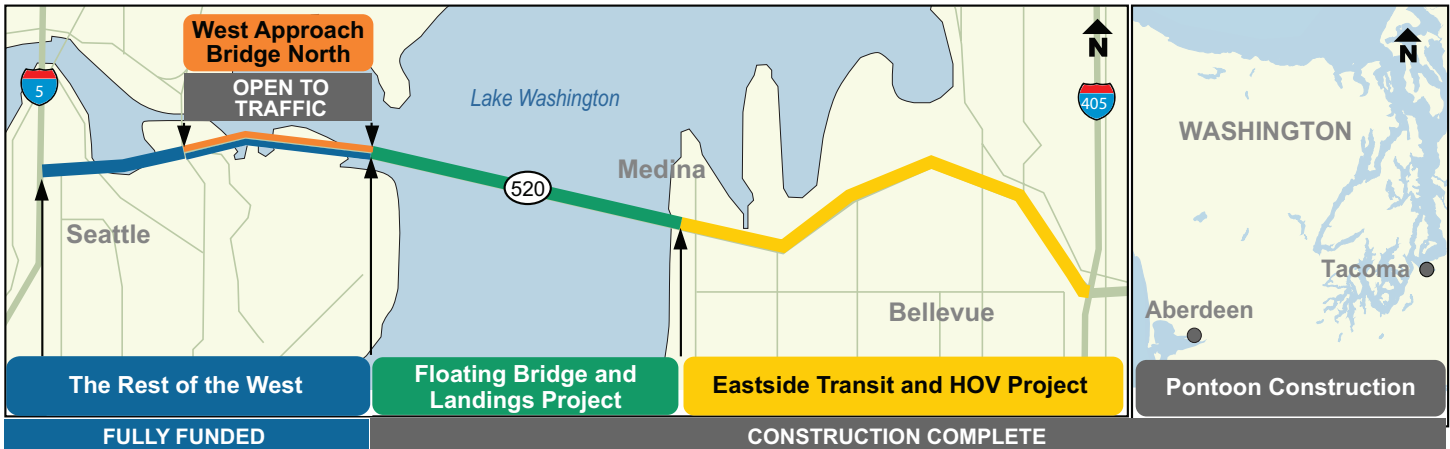 West Approach
Bridge North
OPEN TO
TRAFFIC
5
Lake Washington
N
405
520
Medina
Seattle
Bellevue
The Rest of the West
Floating Bridge and
Landings Project
Eastside Transit and HOV Project
N
WASHINGTON
Tacoma
Aberdeen
Pontoon Construction
FULLY FUNDED
CONSTRUCTION COMPLETE